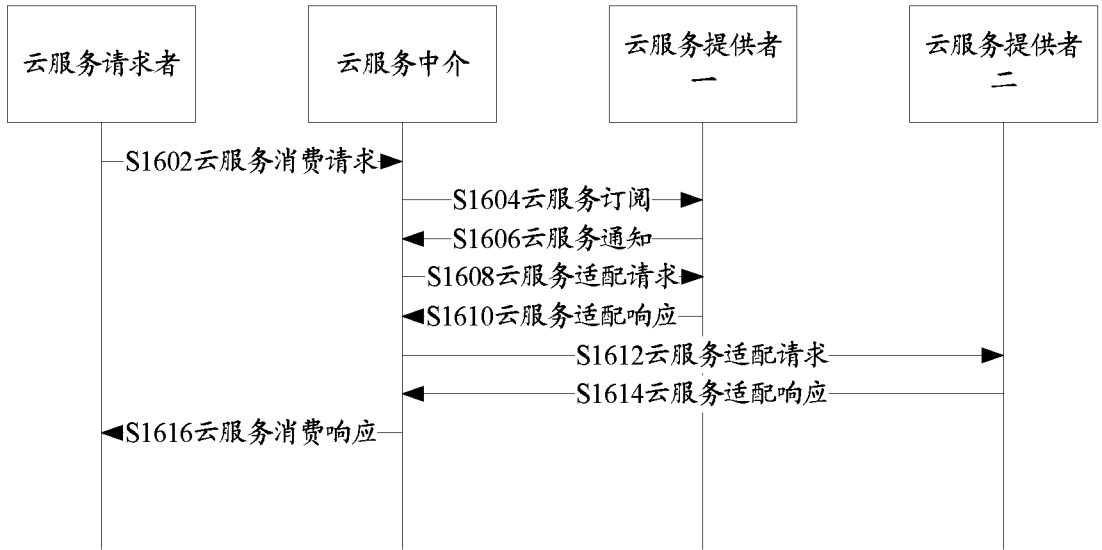 云服务请求者
云服务中介
云服务提供者
一
云服务提供者
二
S1602云服务消费请求
S1604云服务订阅
S1606云服务通知
S1608云服务适配请求
S1610云服务适配响应
S1612云服务适配请求
S1614云服务适配响应
S1616云服务消费响应